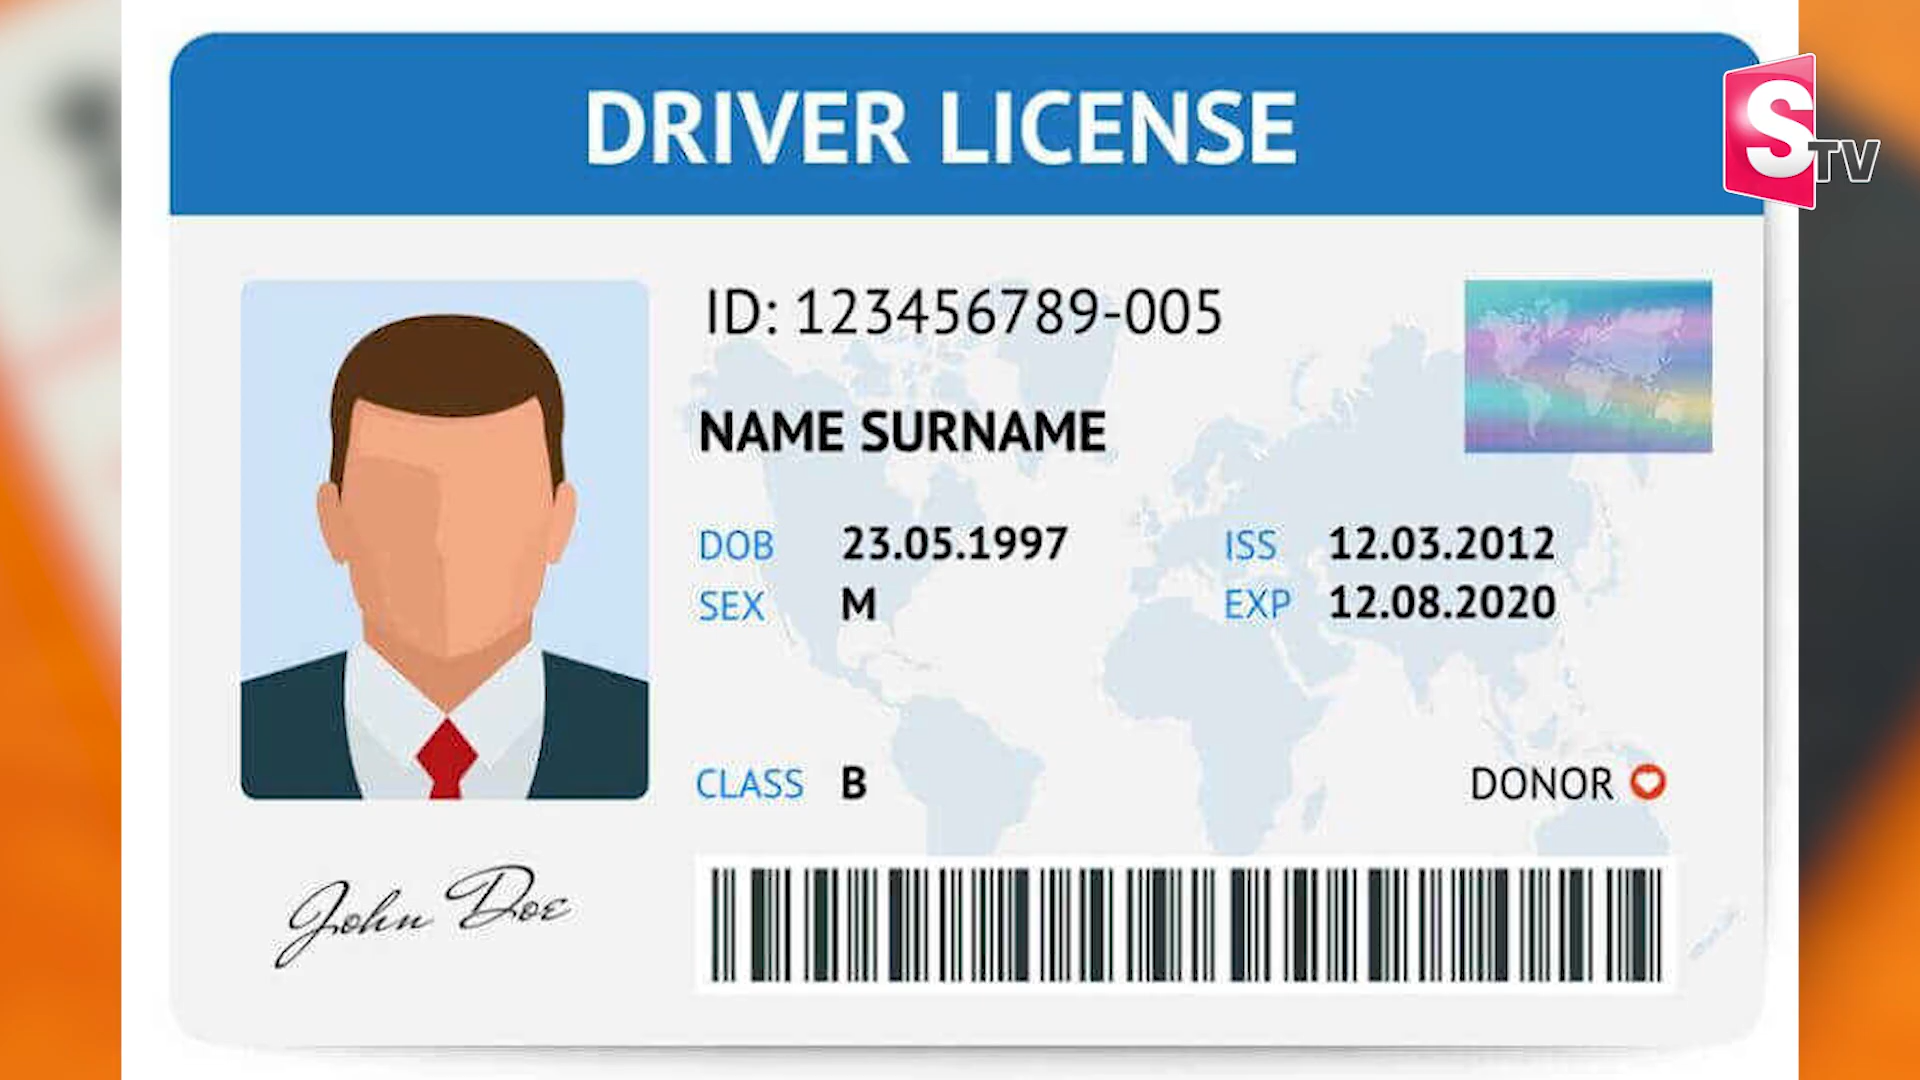 DRIVER LICENSE
STV
ID: 123456789-005
NAME SURNAME
DOB 23.05.1997 ISS 12.03.2012
SEX M EXP 12.08.2020
CLASS B DONOR
John Doe